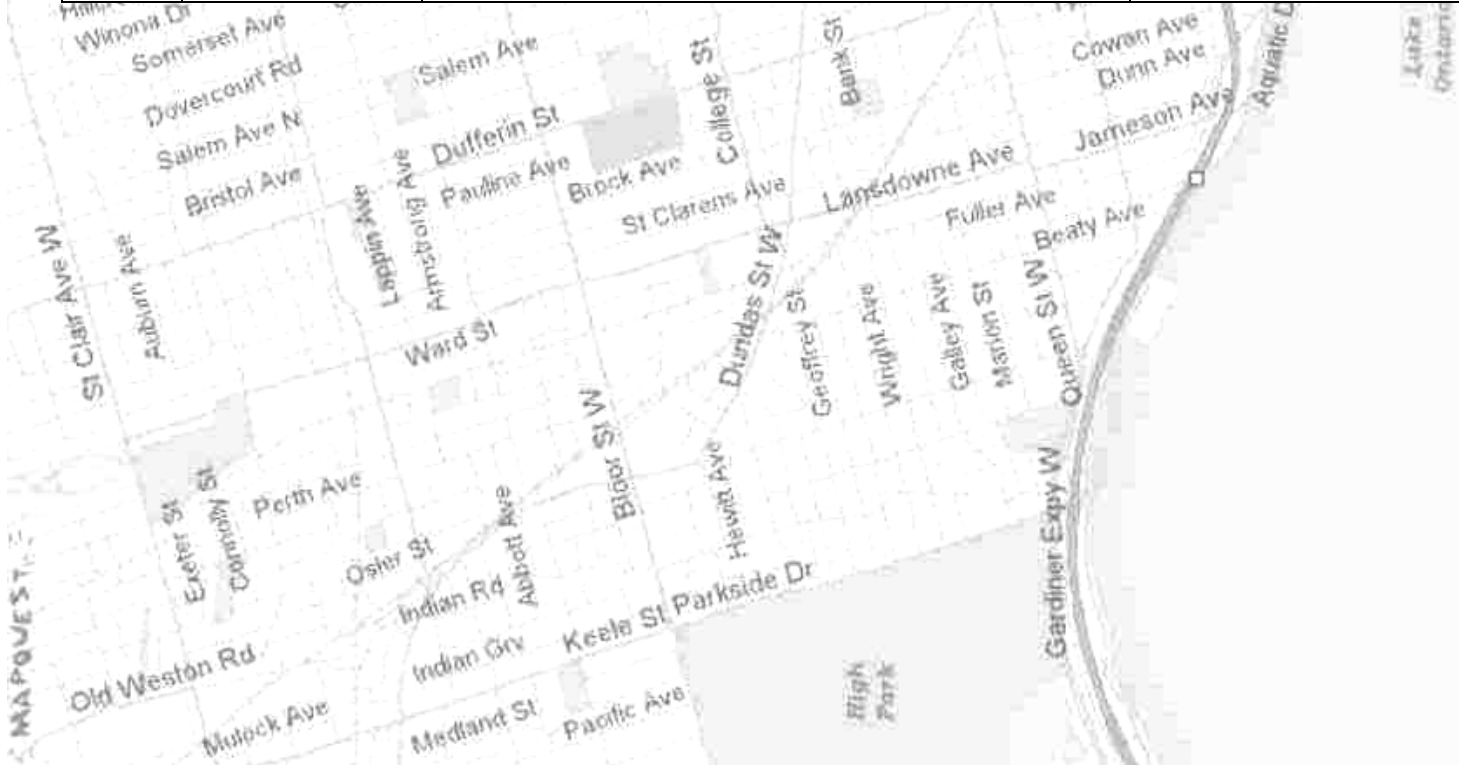 Winona Dr
Somerset Ave
Dovercourt Rd
Salem Ave N
Bristol Ave
Salem Ave
Dufferin St
Pauline Ave
Brock Ave
St Clarens Ave
College St
Bank St
Cowan Ave
Dunn Ave
Jameson Ave
Aquatic D
Lake
Ontario
Lansdowne Ave
Fuller Ave
Beaty Ave
Lappin Ave
Armstrong Ave
St Clair Ave W
Auburn Ave
Ward St
Dundas St W
Geoffrey St
Wright Ave
Galley Ave
Marion St
Queen St W
Bloor St W
Perth Ave
Exeter St
Connolly St
Osler St
Abbott Ave
Hewitt Ave
Indian Rd
Indian Grv
Keele St
Parkside Dr
Gardiner Expy W
Old Weston Rd
Mulock Ave
Medland St
Pacific Ave
High
Park
MAPQUEST